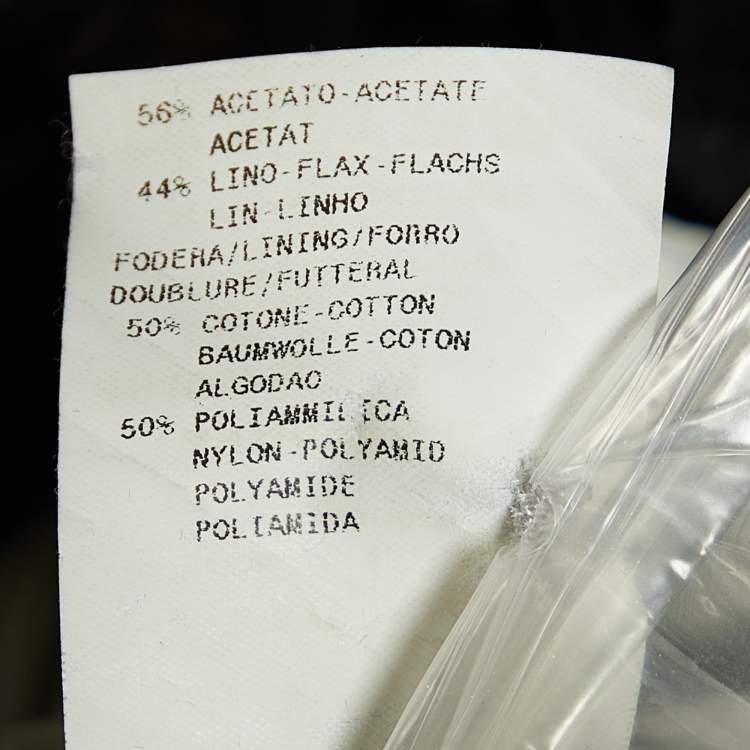 56% ACETATO-ACETATE
ACETAT
44% LINO-FLAX-FLACHS
LIN-LINHO
FODERA/LINING/FORRO
DOUBLURE/FUTTERAL
50% COTONE-COTTON
BAUMWOLLE-COTON
ALGODAO
50% POLIAMMILICA
NYLON-POLYAMID
POLYAMIDE
POLIAMIDA